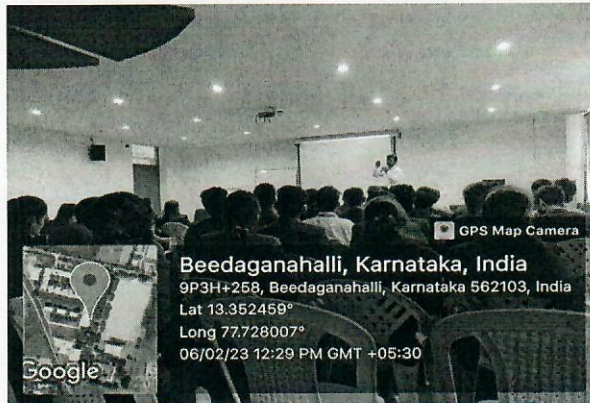 GPS Map Camera
Beedaganahalli, Karnataka, India
9P3H+258, Beedaganahalli, Karnataka 562103, India
Lat 13.352459°
Long 77.728007°
06/02/23 12:29 PM GMT +05:30
Google